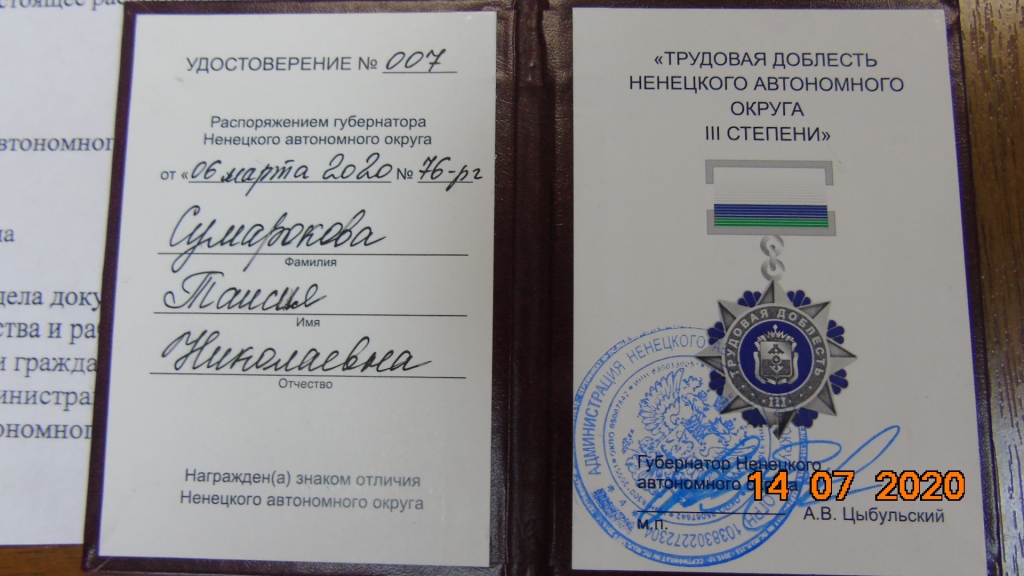 УДОСТОВЕРЕНИЕ № 007
Распоряжением губернатора
Ненецкого автономного округа
от «06 марта 2020 № 76-рг
Сумарокова
Фамилия
Таисия
Имя
Николаевна
Отчество
Награжден(а) знаком отличия
Ненецкого автономного округа
«ТРУДОВАЯ ДОБЛЕСТЬ
НЕНЕЦКОГО АВТОНОМНОГО
ОКРУГА
III СТЕПЕНИ»
ТРУДОВАЯ ДОБЛЕСТЬ
III
АДМИНИСТРАЦИЯ НЕНЕЦКОГО
Губернатор Ненецкого
автономного округа
М.П.
А.В. Цыбульский
14 07 2020